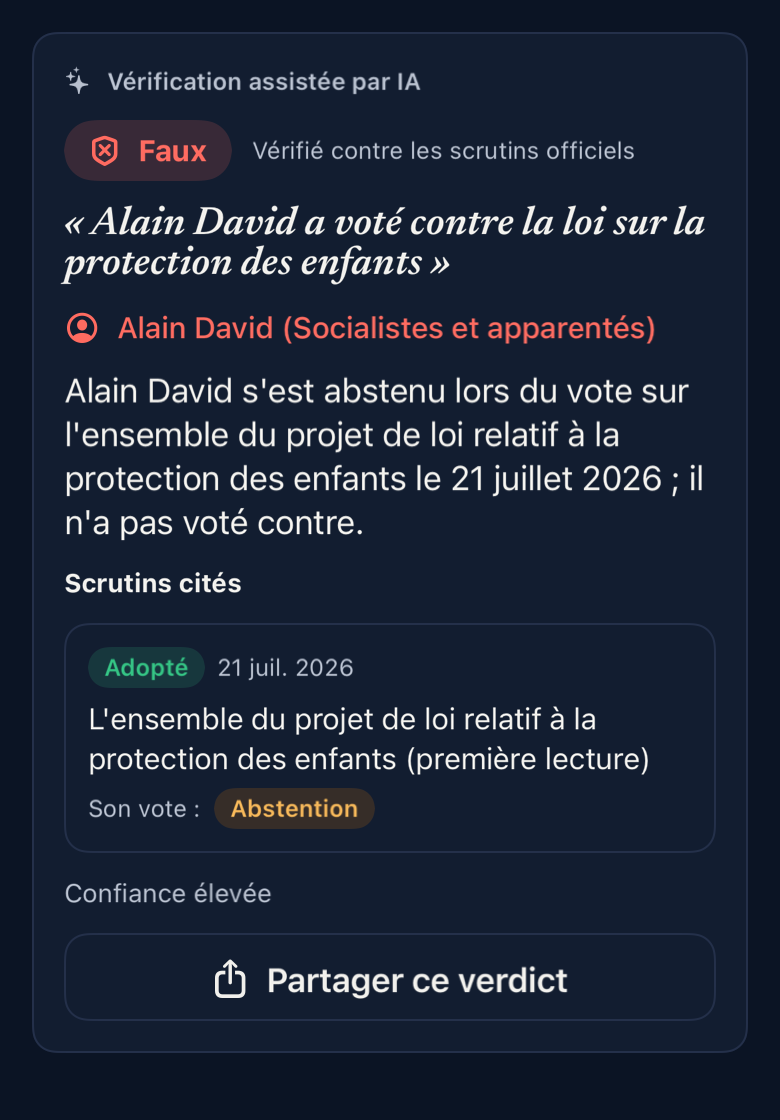 Vérification assistée par IA
Faux
Vérifié contre les scrutins officiels
« Alain David a voté contre la loi sur la
protection des enfants »
Alain David (Socialistes et apparentés)
Alain David s'est abstenu lors du vote sur
l'ensemble du projet de loi relatif à la
protection des enfants le 21 juillet 2026 ; il
n'a pas voté contre.
Scrutins cités
Adopté
21 juil. 2026
L'ensemble du projet de loi relatif à la
protection des enfants (première lecture)
Son vote :
Abstention
Confiance élevée
Partager ce verdict